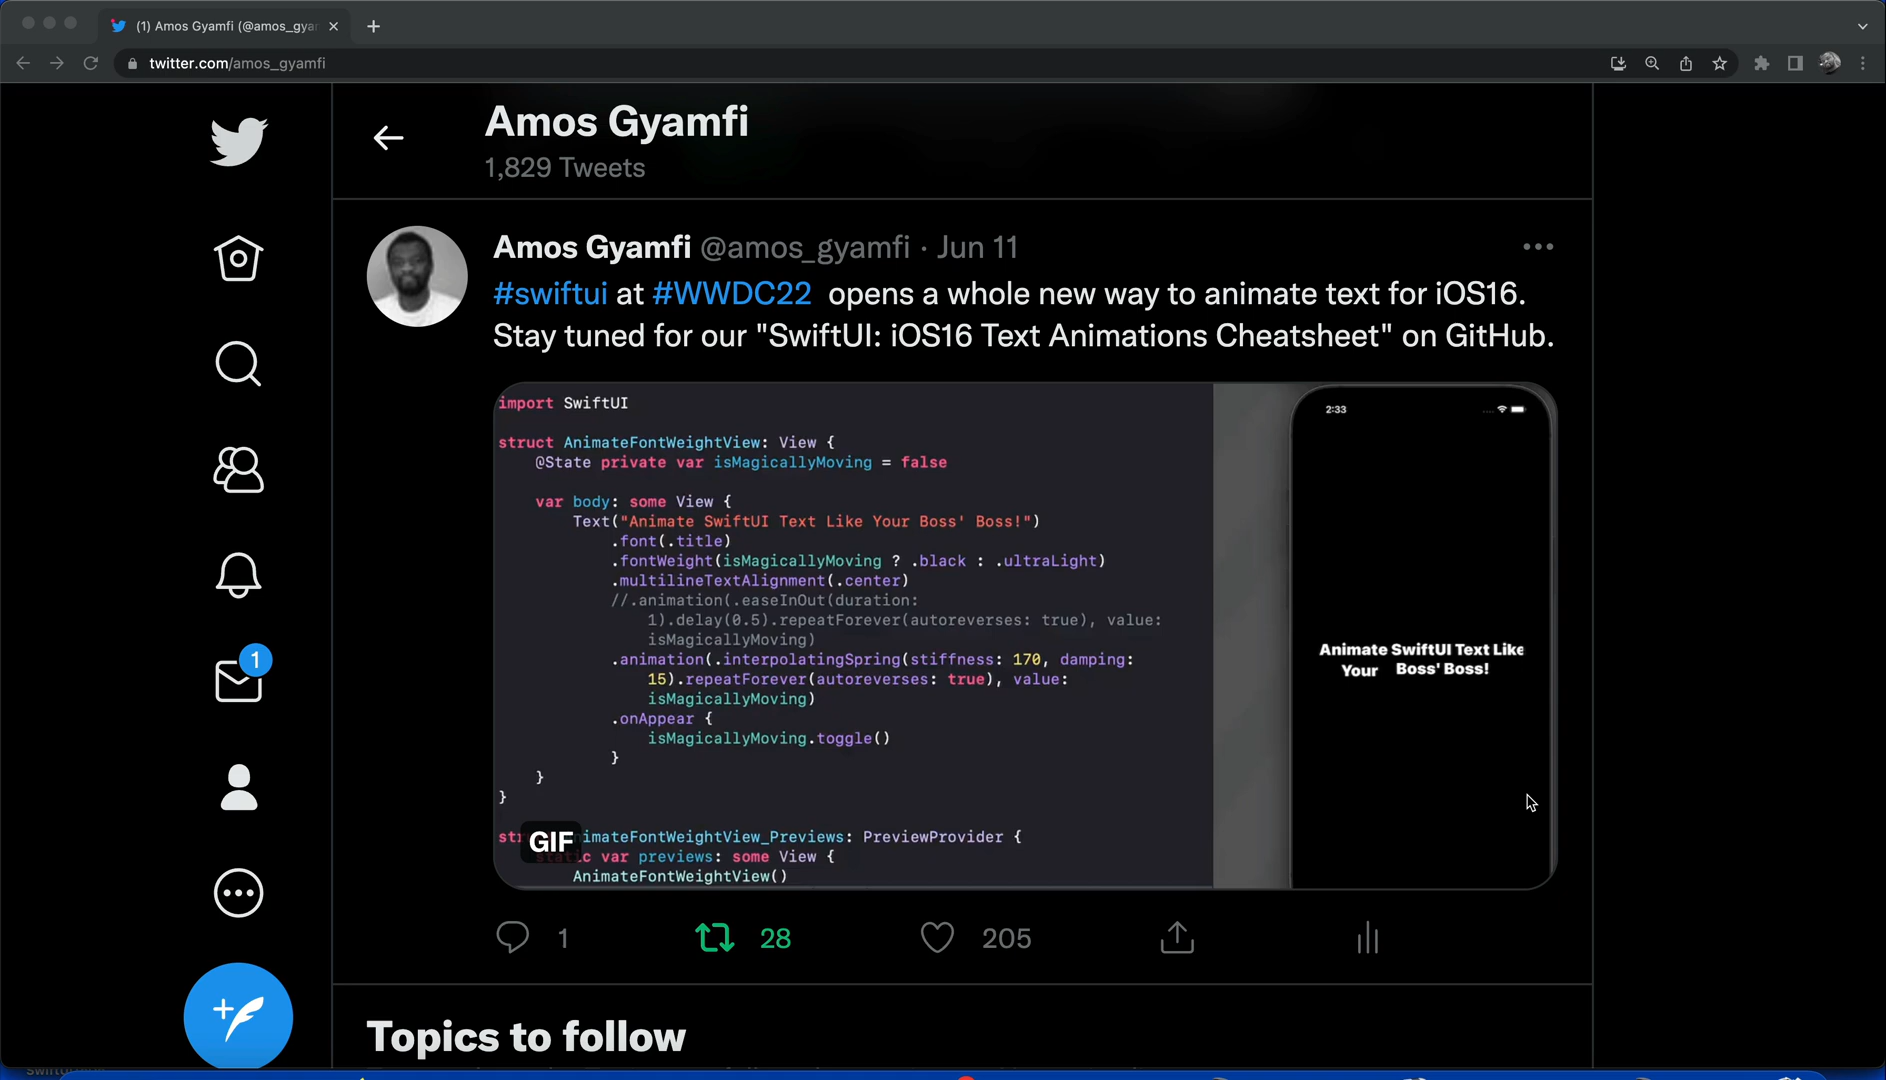 (1) Amos Gyamfi (@amos_gya
twitter.com/amos_gyamfi
Amos Gyamfi
1,829 Tweets
Amos Gyamfi @amos_gyamfi · Jun 11
#swiftui at #WWDC22 opens a whole new way to animate text for iOS16.
Stay tuned for our "SwiftUI: iOS16 Text Animations Cheatsheet" on GitHub.
import SwiftUI
struct AnimateFontWeightView: View {
@State private var isMagicallyMoving = false
var body: some View {
Text("Animate SwiftUI Text Like Your Boss' Boss!")
.font(.title)
.fontWeight(isMagicallyMoving ? .black : .ultraLight)
.multilineTextAlignment(.center)
//.animation(.easeInOut(duration:
1).delay(0.5).repeatForever(autoreverses: true), value:
isMagicallyMoving)
.animation(.interpolatingSpring(stiffness: 170, damping:
15).repeatForever(autoreverses: true), value:
isMagicallyMoving)
.onAppear {
isMagicallyMoving.toggle()
}
}
}
nimateFontWeightView_Previews: PreviewProvider {
var previews: some View {
AnimateFontWeightView()
GIF
2:33
Animate SwiftUI Text Like
Your Boss' Boss!
1
1
28
205
Topics to follow